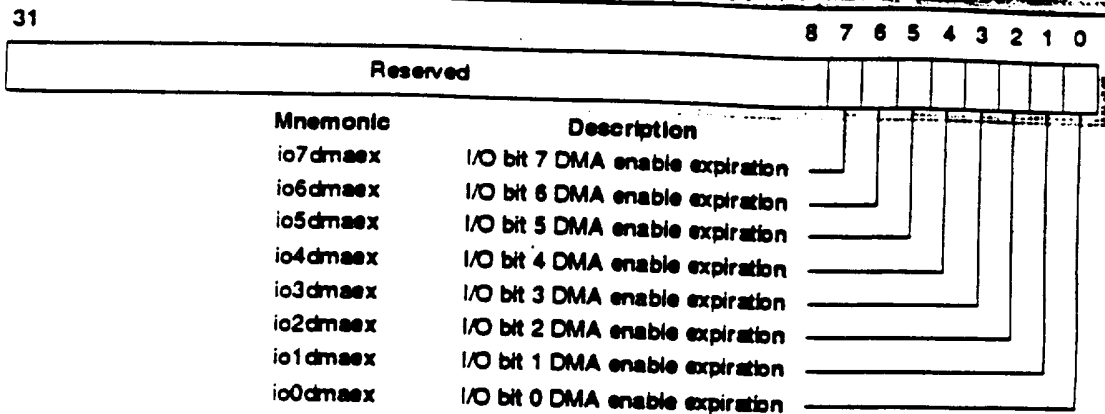 31 8 7 6 5 4 3 2 1 0
Reserved
Mnemonic Description
io7dmaex I/O bit 7 DMA enable expiration
io6dmaex I/O bit 6 DMA enable expiration
io5dmaex I/O bit 5 DMA enable expiration
io4dmaex I/O bit 4 DMA enable expiration
io3dmaex I/O bit 3 DMA enable expiration
io2dmaex I/O bit 2 DMA enable expiration
io1dmaex I/O bit 1 DMA enable expiration
io0dmaex I/O bit 0 DMA enable expiration